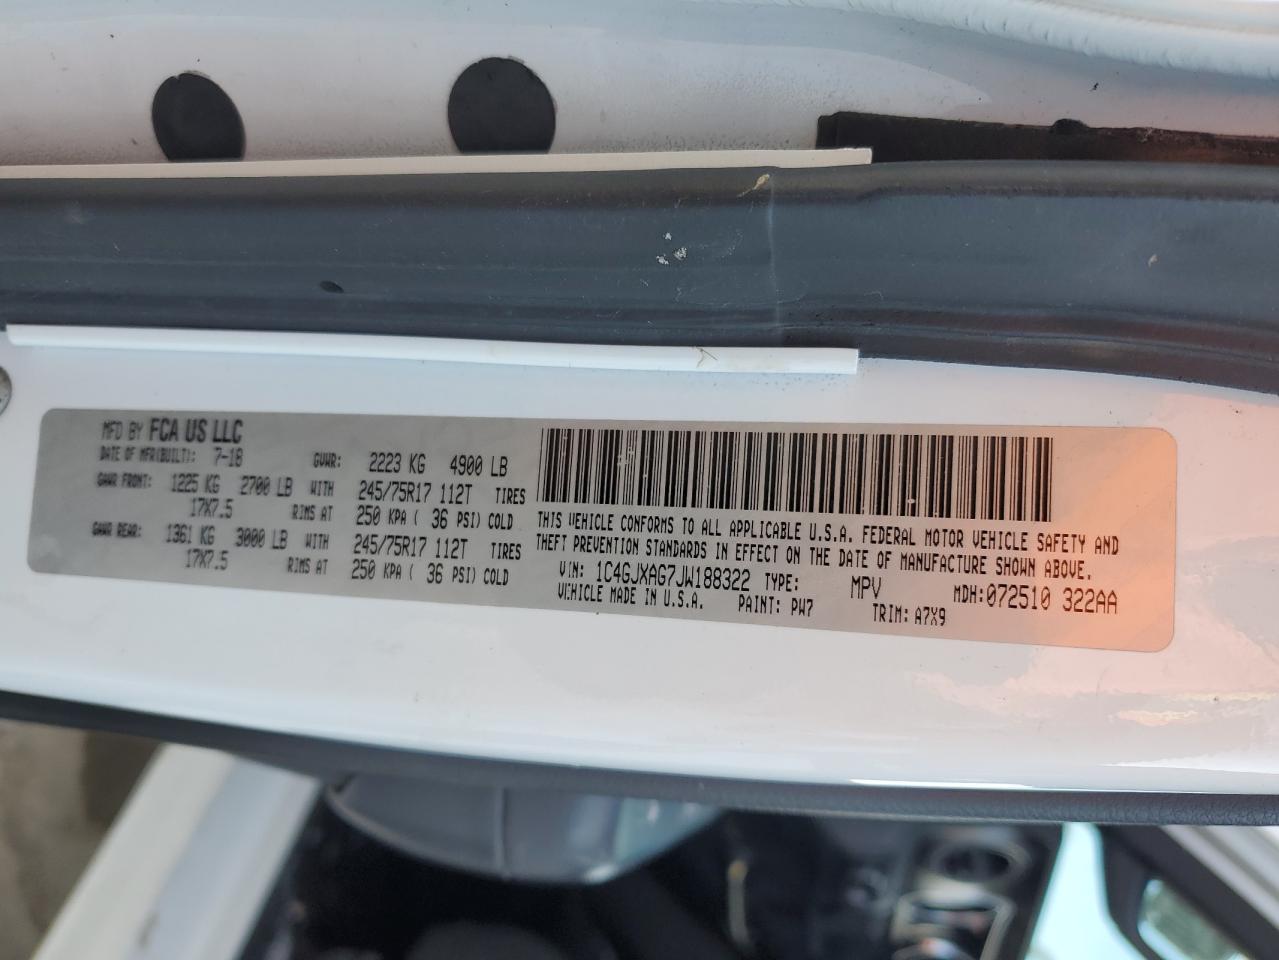 MFD BY FCA US LLC
DATE OF MFR(BUILT): 7-18 GVWR: 2223 KG 4900 LB
GAWR FRONT: 1225 KG 2700 LB WITH 245/75R17 112T TIRES
17X7.5 RIMS AT 250 KPA ( 36 PSI) COLD
GAWR REAR: 1361 KG 3000 LB WITH 245/75R17 112T TIRES
17X7.5 RIMS AT 250 KPA ( 36 PSI) COLD
THIS VEHICLE CONFORMS TO ALL APPLICABLE U.S.A. FEDERAL MOTOR VEHICLE SAFETY AND
THEFT PREVENTION STANDARDS IN EFFECT ON THE DATE OF MANUFACTURE SHOWN ABOVE.
VIN: 1C4GJXAG7JW188322 TYPE: MPV MDH: 072510 322AA
VEHICLE MADE IN U.S.A. PAINT: PW7 TRIM: A7X9